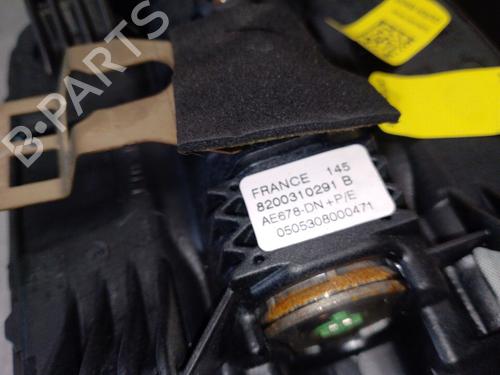 B-PARTS
FRANCE 145
8200310291 B
AE678-DN+P/E
0505308000471